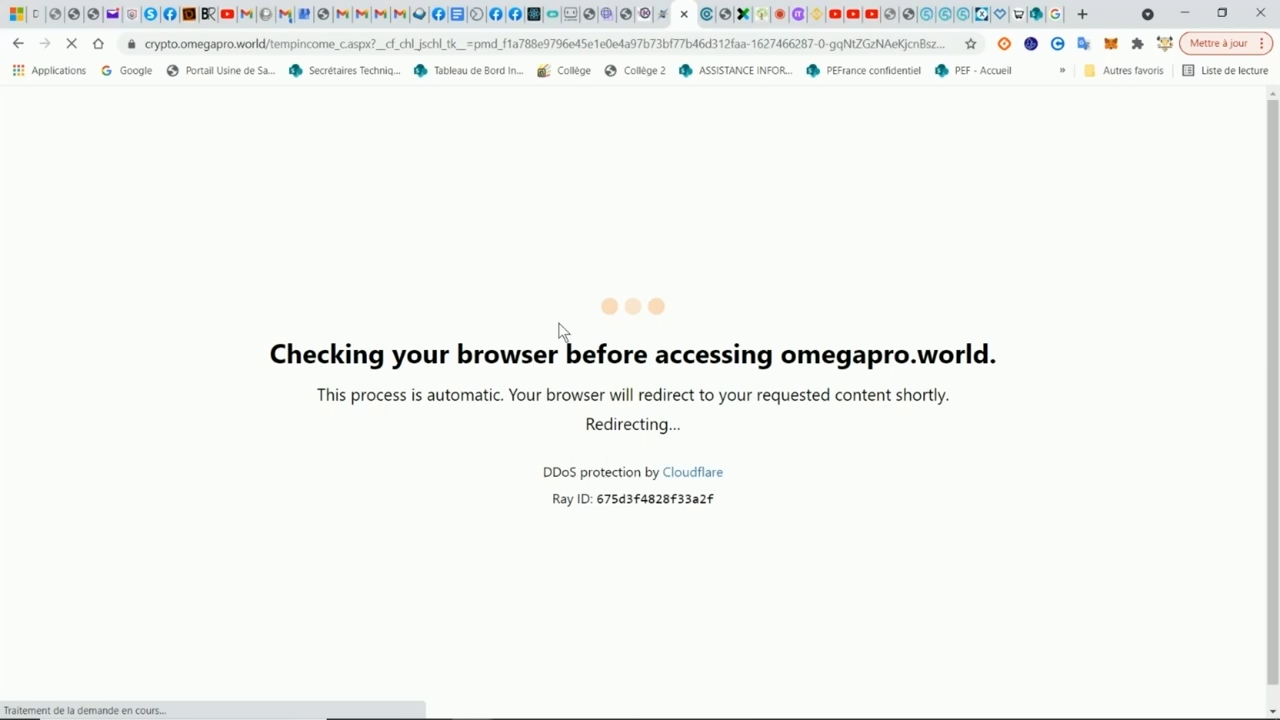 crypto.omegapro.world/tempincome_c.aspx?__cf_chl_jschl_tk__=pmd_f1a788e9796e45e1e0e4a97b73bf77b46d312faa-1627466287-0-gqNtZGzNAeKjcnBsz...
Mettre à jour
Applications
Google
Portail Usine de Sa...
Secrétaires Techniq...
Tableau de Bord In...
Collège
Collège 2
ASSISTANCE INFOR...
PEFrance confidentiel
PEF - Accueil
»
Autres favoris
Liste de lecture
Checking your browser before accessing omegapro.world.
This process is automatic. Your browser will redirect to your requested content shortly.
Redirecting...
DDoS protection by Cloudflare
Ray ID: 675d3f4828f33a2f
Traitement de la demande en cours...